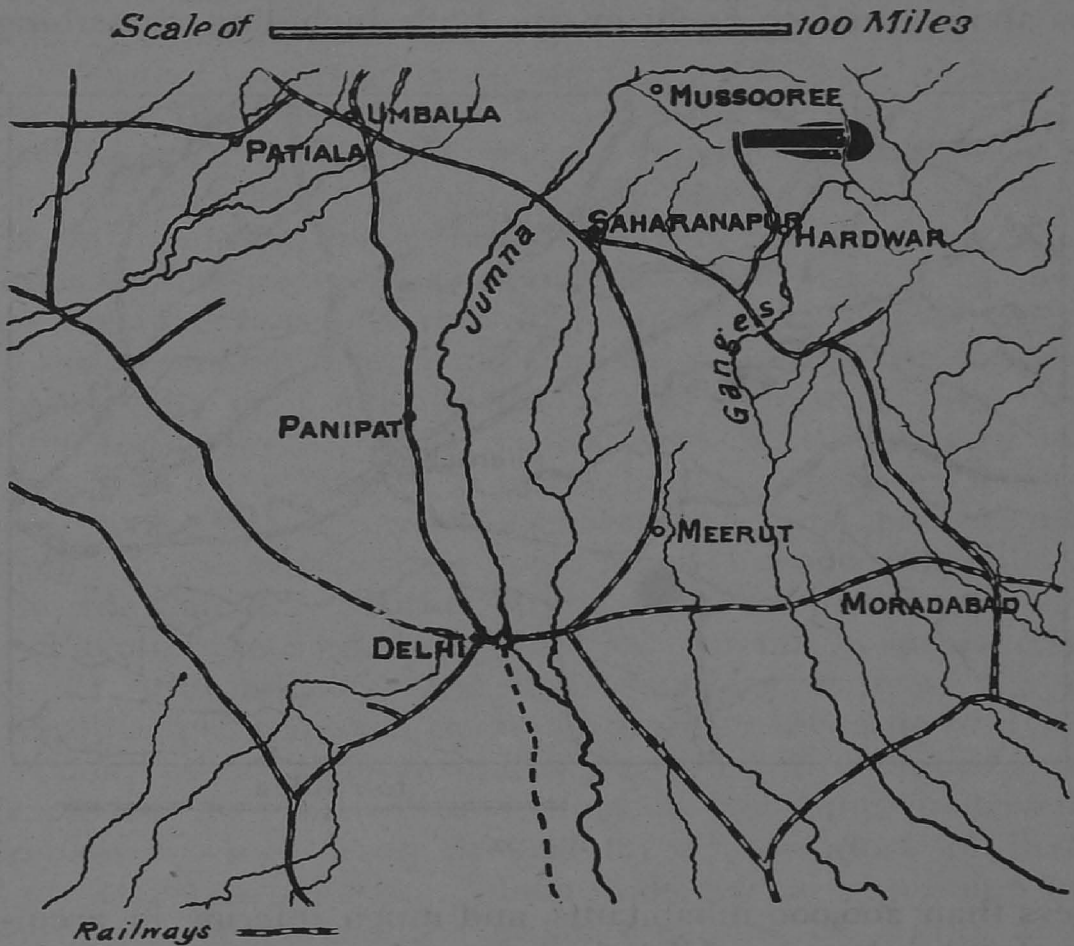 Scale of 100 Miles
MUSSOOREE
UMBALLA
PATIALA
SAHARANAPUR
HARDWAR
Jumna
Ganges
PANIPAT
MEERUT
MORADABAD
DELHI
Railways